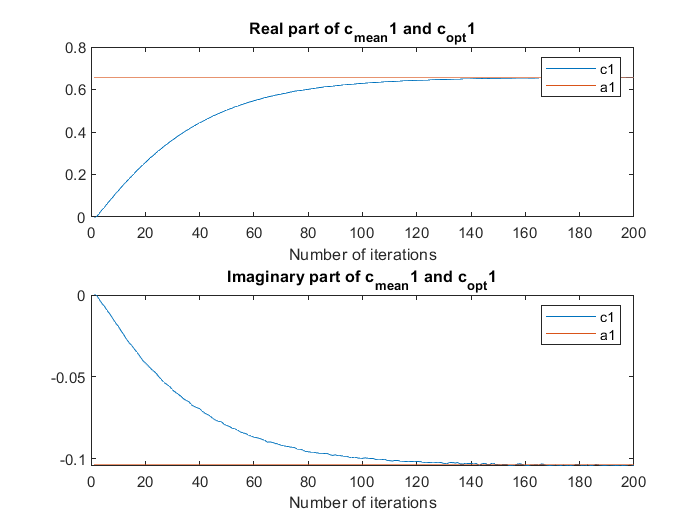 Real part of c_mean1 and c_opt1
0.8
0.6
0.4
0.2
0
c1
a1
0 20 40 60 80 100 120 140 160 180 200
Number of iterations
Imaginary part of c_mean1 and c_opt1
0
-0.05
-0.1
c1
a1
0 20 40 60 80 100 120 140 160 180 200
Number of iterations